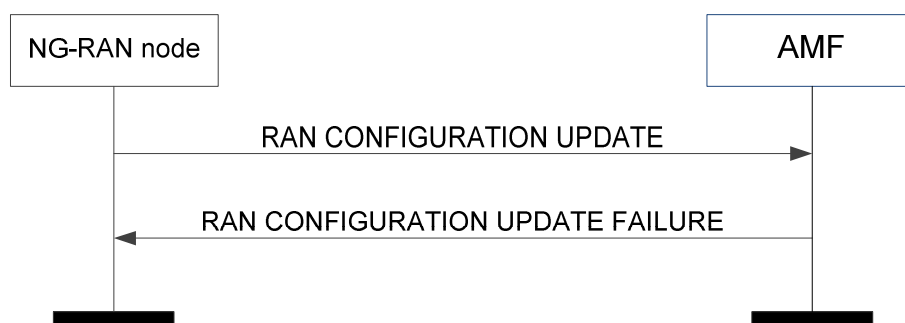 NG-RAN node
AMF
RAN CONFIGURATION UPDATE
RAN CONFIGURATION UPDATE FAILURE